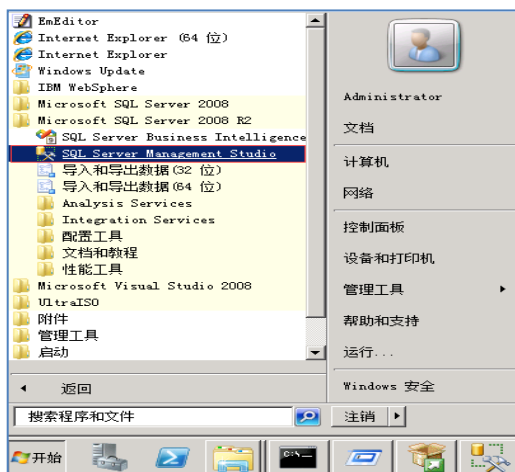 EmEditor
Internet Explorer (64 位)
Internet Explorer
Windows Update
IBM WebSphere
Microsoft SQL Server 2008
Microsoft SQL Server 2008 R2
SQL Server Business Intelligence
SQL Server Management Studio
导入和导出数据(32 位)
导入和导出数据(64 位)
Analysis Services
Integration Services
配置工具
文档和教程
性能工具
Microsoft Visual Studio 2008
UltraISO
附件
管理工具
启动
返回
搜索程序和文件
Administrator
文档
计算机
网络
控制面板
设备和打印机
管理工具
帮助和支持
运行...
Windows 安全
注销
开始